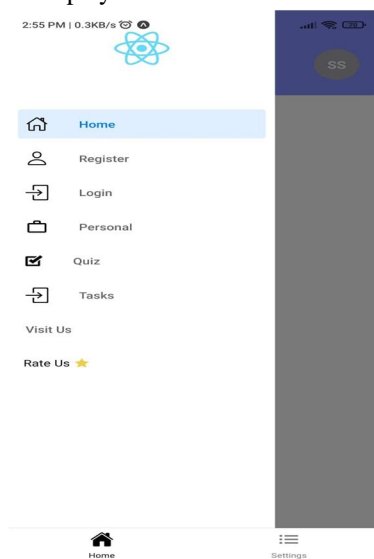 2:55 PM | 0.3KB/s
SS
Home
Register
Login
Personal
Quiz
Tasks
Visit Us
Rate Us ⭐
Home
Settings